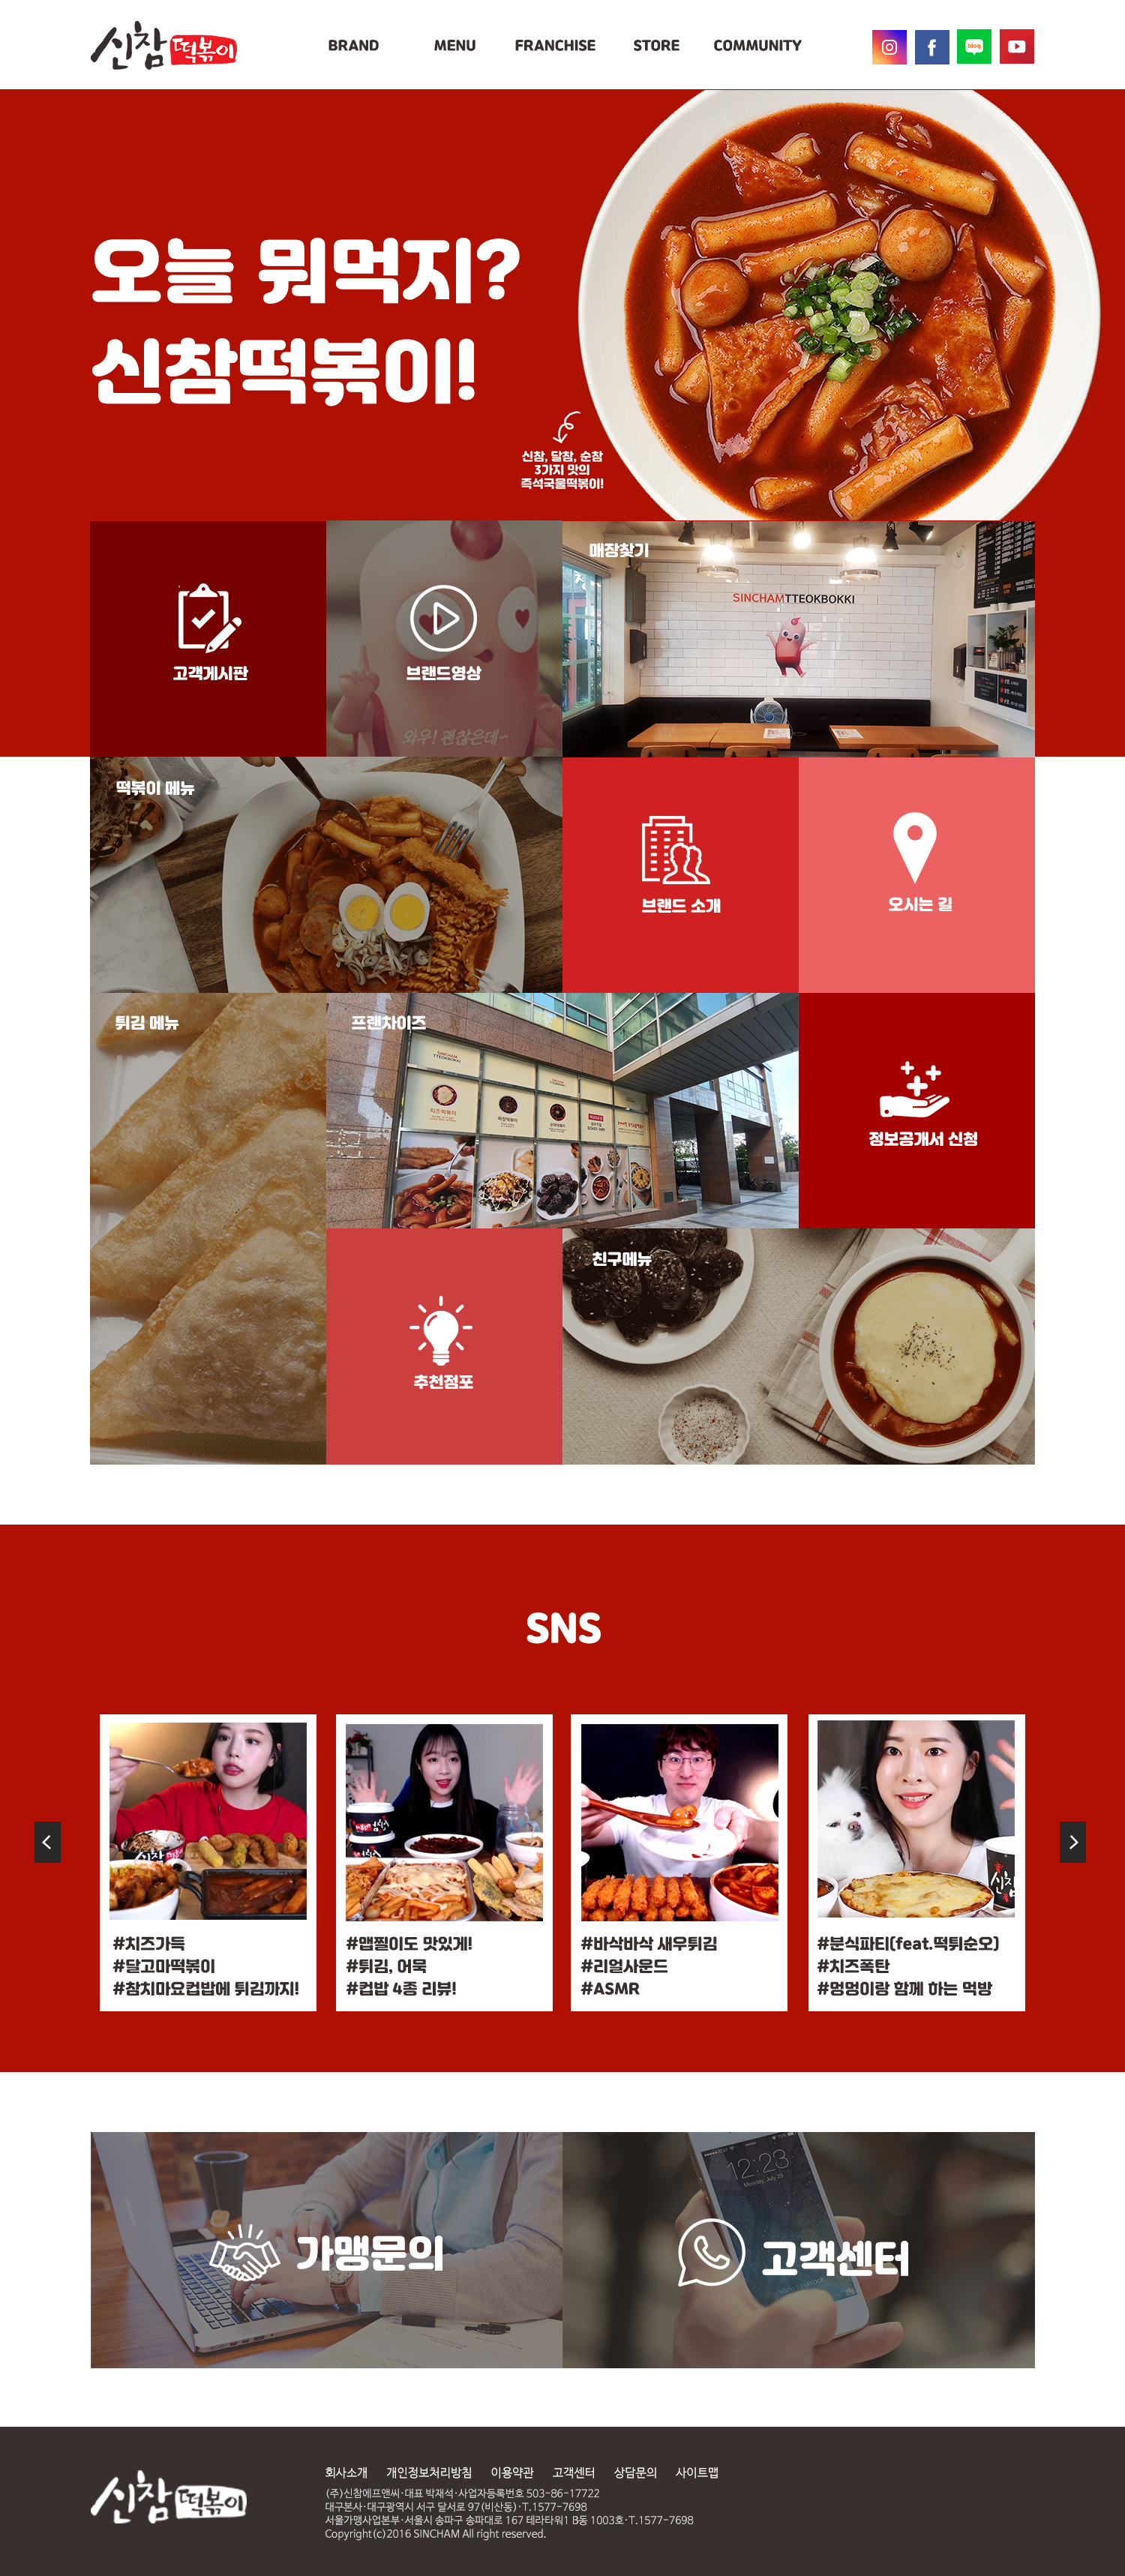 신참떡볶이
BRAND
MENU
FRANCHISE
STORE
COMMUNITY
blog
오늘 뭐먹지?
신참떡볶이!
신참, 달참, 순참
3가지 맛의
즉석국물떡볶이!
고객게시판
브랜드영상
와우! 괜찮은데~
매장찾기
SINCHAMTTEOKBOKKI
떡볶이 메뉴
브랜드 소개
오시는 길
튀김 메뉴
프랜차이즈
SINCHAM
TTEOKBOKKI
치즈떡볶이
정보공개서 신청
추천점포
친구메뉴
SNS
#치즈가득
#달고마떡볶이
#참치마요컵밥에 튀김까지!
#맵찔이도 맛있게!
#튀김, 어묵
#컵밥 4종 리뷰!
#바삭바삭 새우튀김
#리얼사운드
#ASMR
#분식파티(feat.떡튀순오)
#치즈폭탄
#멍멍이랑 함께 하는 먹방
가맹문의
12:23
Monday, July 19
고객센터
신참떡볶이
회사소개 개인정보처리방침 이용약관 고객센터 상담문의 사이트맵
(주)신참에프앤씨·대표 박재석·사업자등록번호 503-86-17722
대구본사·대구광역시 서구 달서로 97(비산동)·T.1577-7698
서울가맹사업본부·서울시 송파구 송파대로 167 테라타워1 B동 1003호·T.1577-7698
Copyright(c)2016 SINCHAM All right reserved.